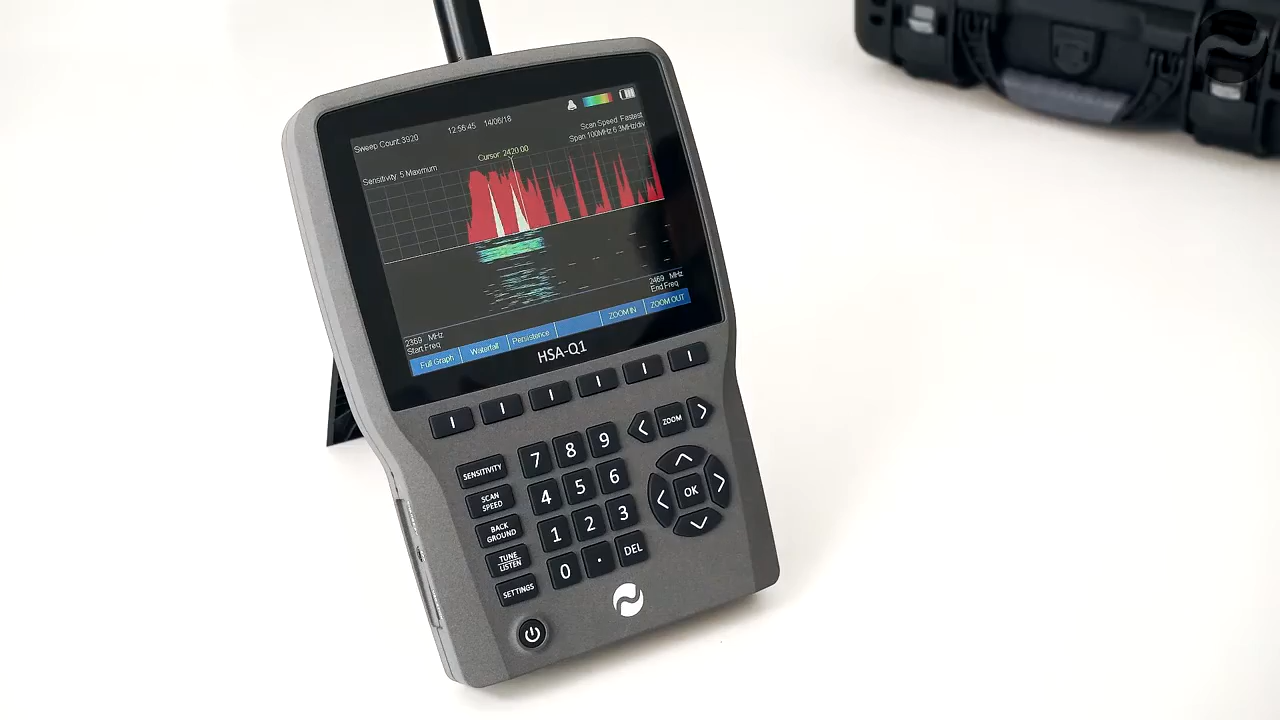 Sweep Count:3920
12:56:45
14/06/18
Scan Speed: Fastest
Span 100MHz 6.3MHz/div
Cursor: 2420.00
Sensitivity: 5 Maximum
2369 MHz
Start Freq
2469 MHz
End Freq
Full Graph
Waterfall
Persistence
ZOOM IN
ZOOM OUT
HSA-Q1
ZOOM
SENSITIVITY
7
8
9
SCAN
SPEED
4
5
6
OK
BACK
GROUND
1
2
3
TUNE
LISTEN
0
.
DEL
SETTINGS